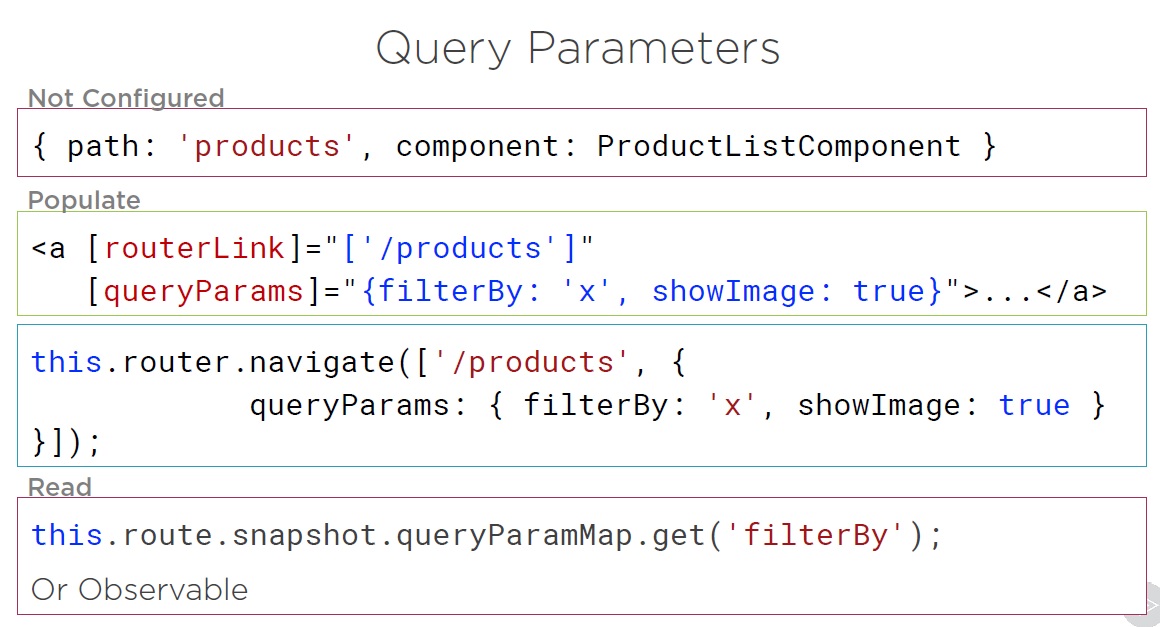 Query Parameters
Not Configured
{ path: 'products', component: ProductListComponent }
Populate
<a [routerLink]="['/products']"
[queryParams]="{filterBy: 'x', showImage: true}">...</a>
this.router.navigate(['/products', {
queryParams: { filterBy: 'x', showImage: true }
}]);
Read
this.route.snapshot.queryParamMap.get('filterBy');
Or Observable